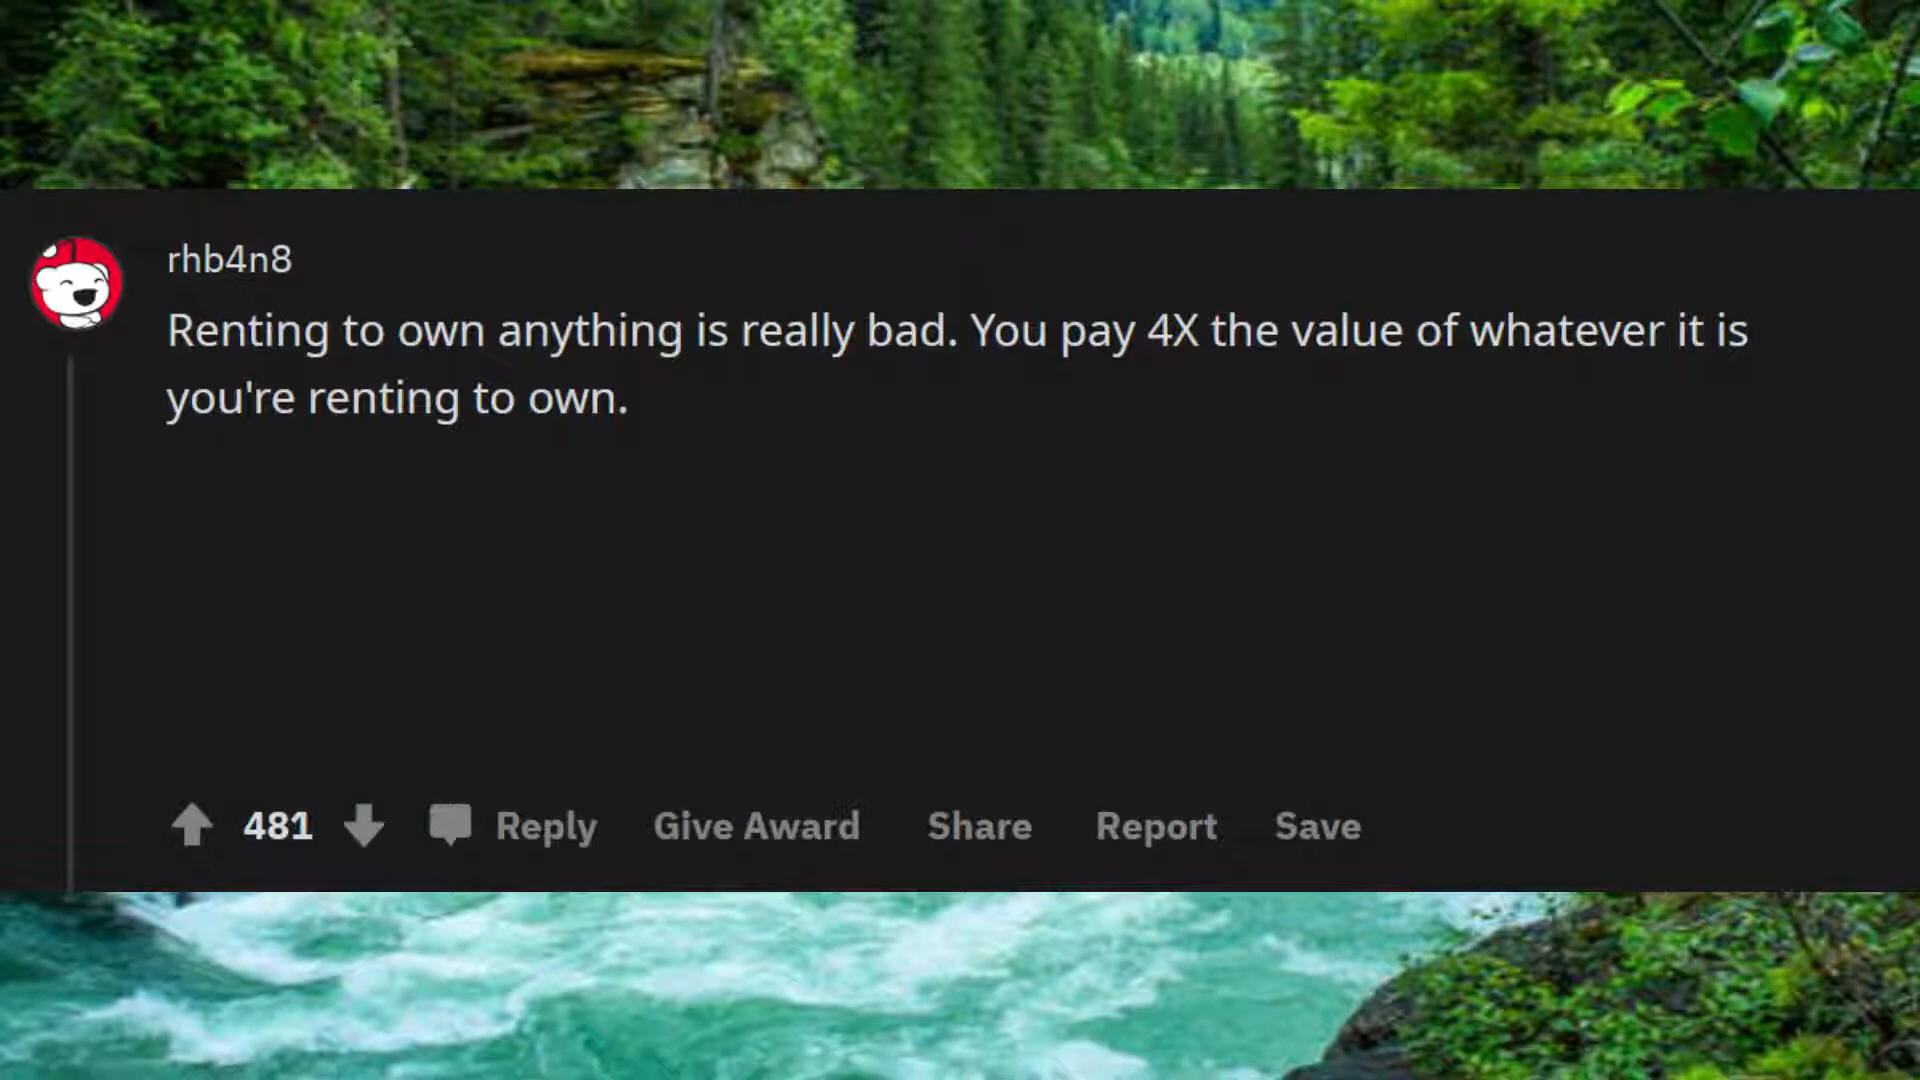 rhb4n8
Renting to own anything is really bad. You pay 4X the value of whatever it is
you're renting to own.
481 Reply Give Award Share Report Save